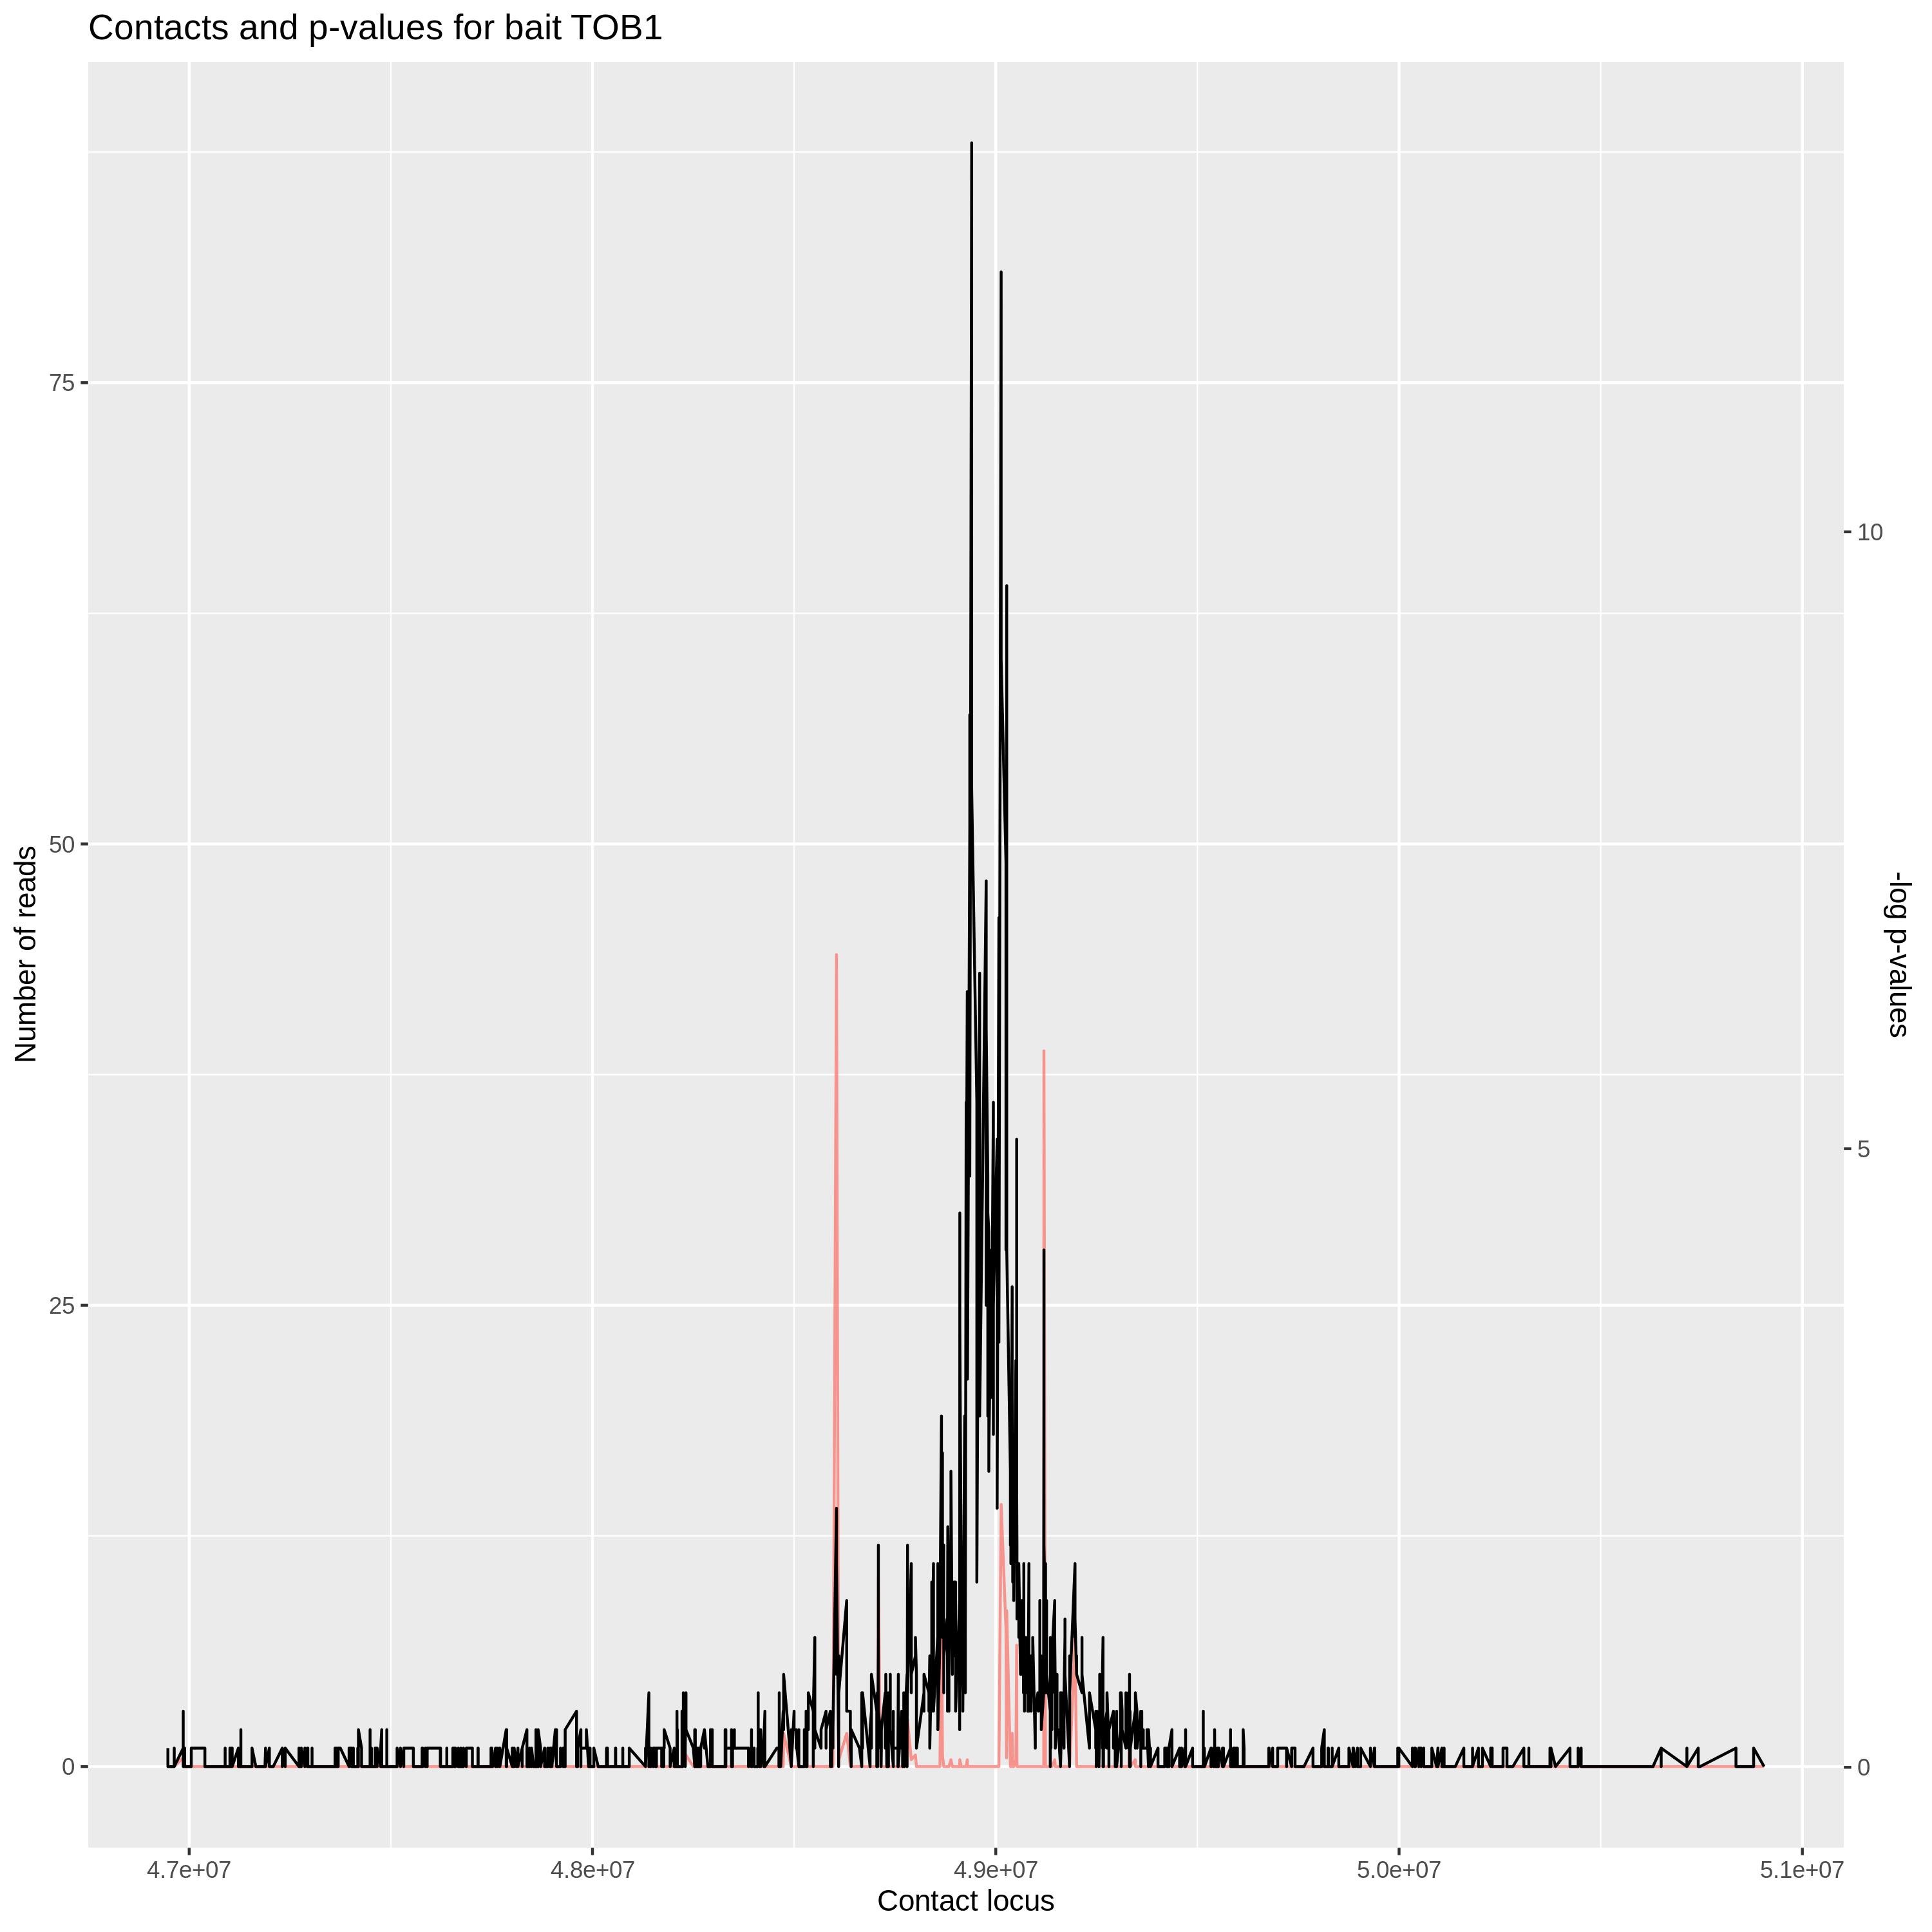 Contacts and p-values for bait TOB1
75
50
25
0
Number of reads
10
5
0
-log p-values
4.7e+07
4.8e+07
4.9e+07
5.0e+07
5.1e+07
Contact locus